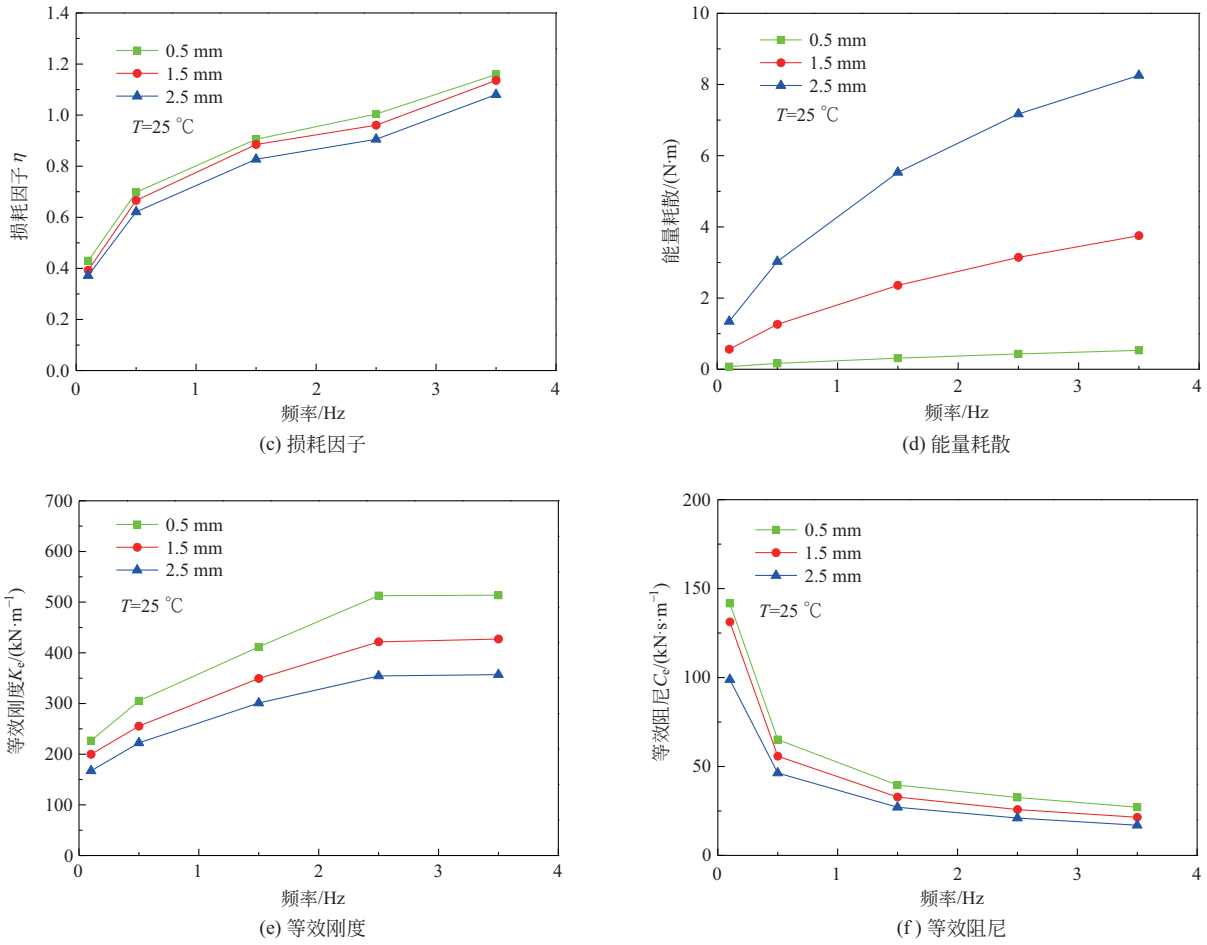 1.4
1.2
1.0
0.8
0.6
0.4
0.2
0.0
损耗因子 η
0.5 mm
1.5 mm
2.5 mm
T=25 ℃
0 1 2 3 4
频率/Hz
(c) 损耗因子
10
8
6
4
2
0
能量耗散/(N·m)
0.5 mm
1.5 mm
2.5 mm
T=25 ℃
0 1 2 3 4
频率/Hz
(d) 能量耗散
700
600
500
400
300
200
100
0
等效刚度Ke/(kN·m⁻¹)
0.5 mm
1.5 mm
2.5 mm
T=25 ℃
0 1 2 3 4
频率/Hz
(e) 等效刚度
200
150
100
50
0
等效阻尼Ce/(kN·s·m⁻¹)
0.5 mm
1.5 mm
2.5 mm
T=25 ℃
0 1 2 3 4
频率/Hz
(f ) 等效阻尼